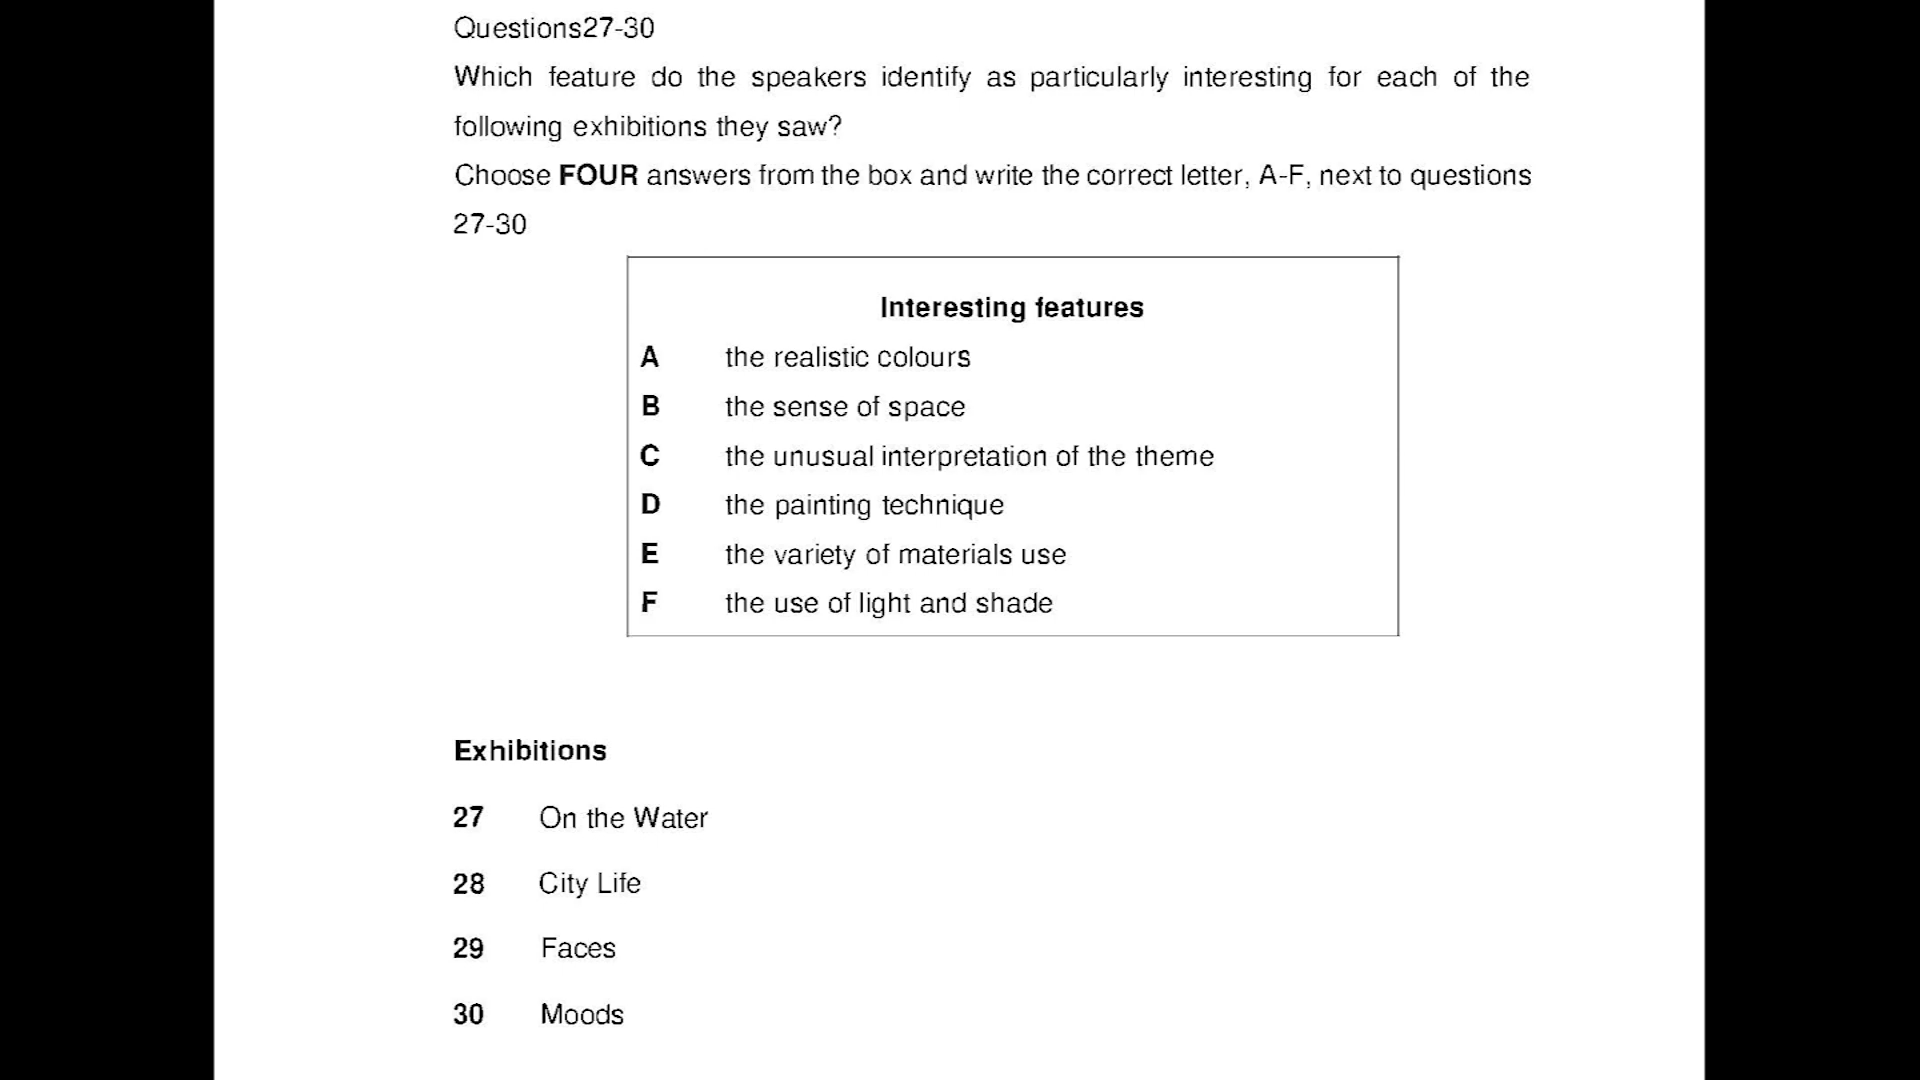 Questions27-30
Which feature do the speakers identify as particularly interesting for each of the
following exhibitions they saw?
Choose FOUR answers from the box and write the correct letter, A-F, next to questions
27-30
Interesting features
A the realistic colours
B the sense of space
C the unusual interpretation of the theme
D the painting technique
E the variety of materials use
F the use of light and shade
Exhibitions
27 On the Water
28 City Life
29 Faces
30 Moods